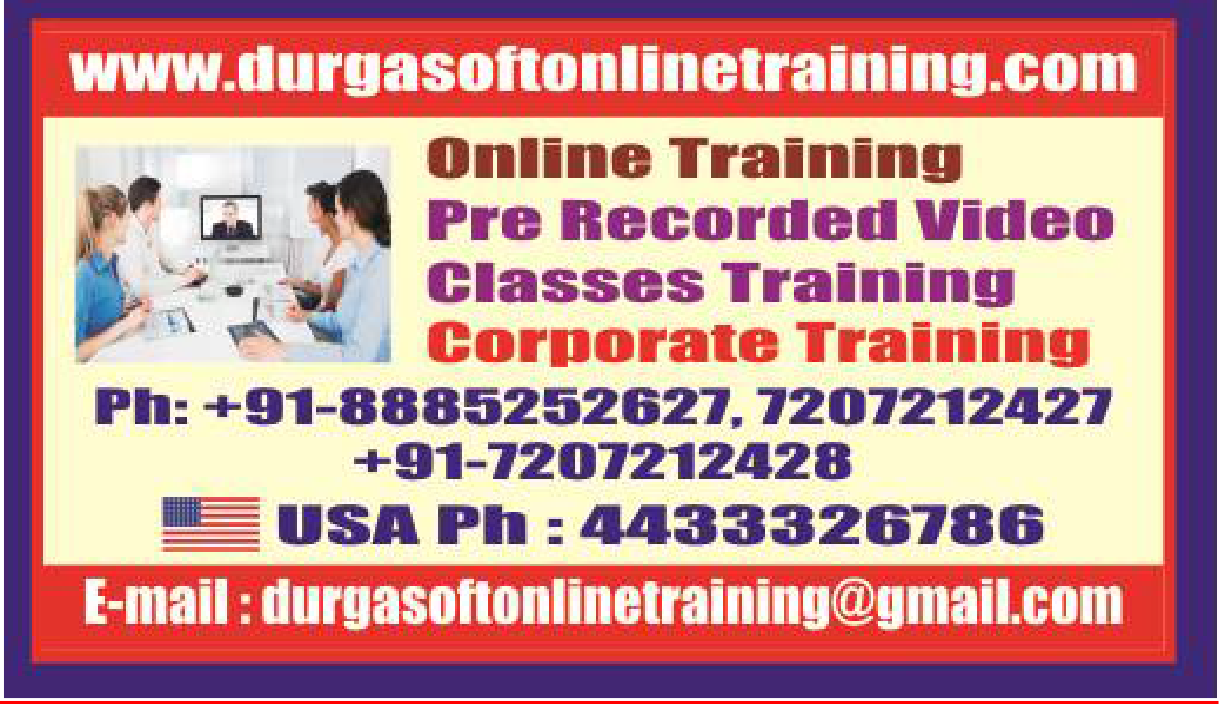 www.durgasoftonlinetraining.com
Online Training
Pre Recorded Video
Classes Training
Corporate Training
Ph: +91-8885252627, 7207212427
+91-7207212428
USA Ph : 4433326786
E-mail : durgasoftonlinetraining@gmail.com